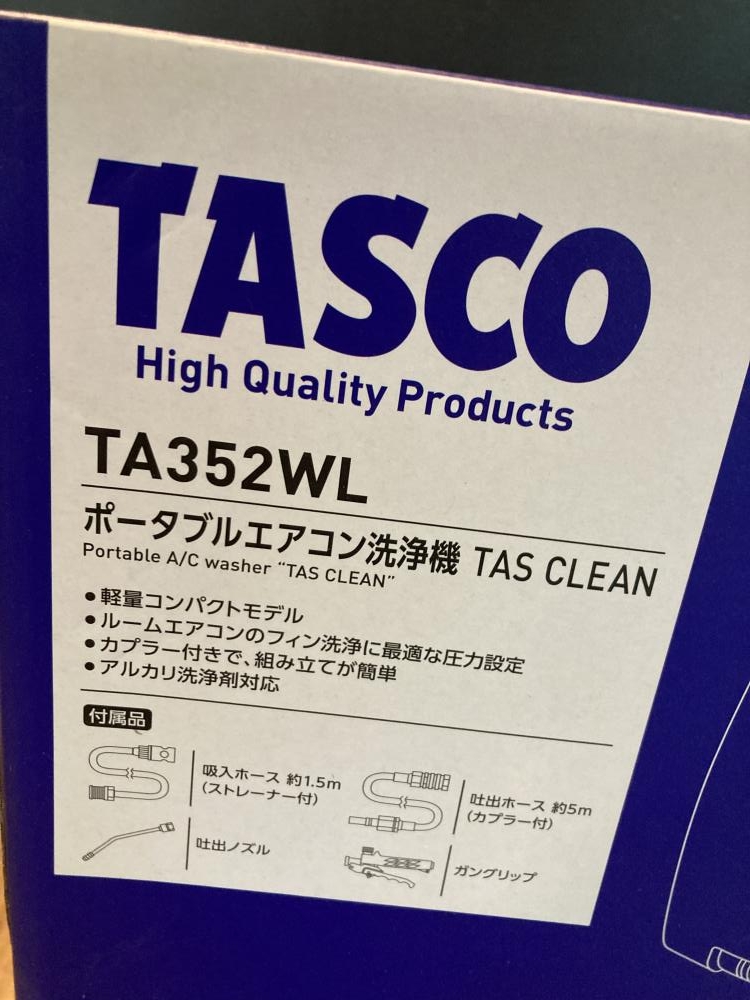 TASCO
High Quality Products
TA352WL
ポータブルエアコン洗浄機 TAS CLEAN
Portable A/C washer “TAS CLEAN”
●軽量コンパクトモデル
●ルームエアコンのフィン洗浄に最適な圧力設定
●カプラー付きで、組み立てが簡単
●アルカリ洗浄剤対応
付属品
吸入ホース 約1.5m
(ストレーナー付)
吐出ホース 約5m
(カプラー付)
吐出ノズル
ガングリップ